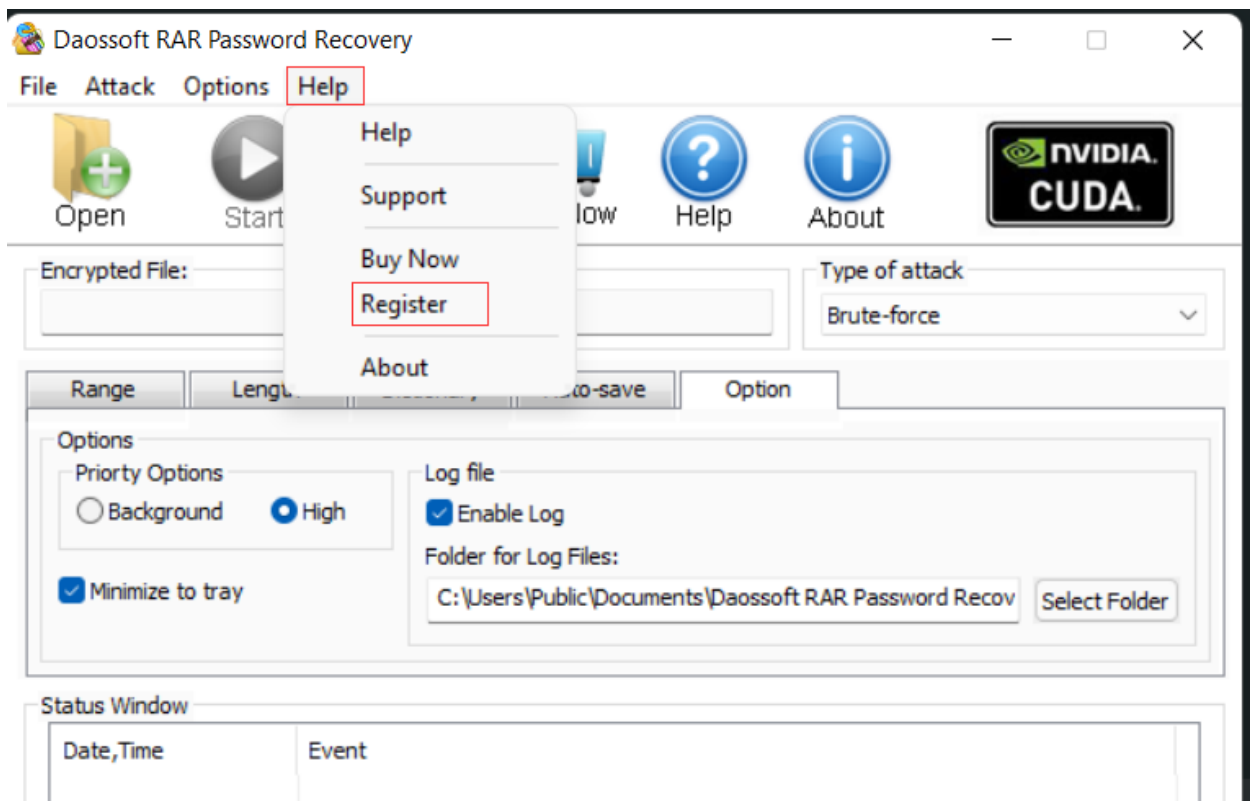 Daossoft RAR Password Recovery
File Attack Options Help
Help
Support
Buy Now
Register
About
Open Start Help About
NVIDIA.
CUDA.
Encrypted File:
Type of attack
Brute-force
Range Option
Options
Priorty Options
Background High
Minimize to tray
Log file
Enable Log
Folder for Log Files:
C:\Users\Public\Documents\Daossoft RAR Password Recov
Select Folder
Status Window
Date,Time Event